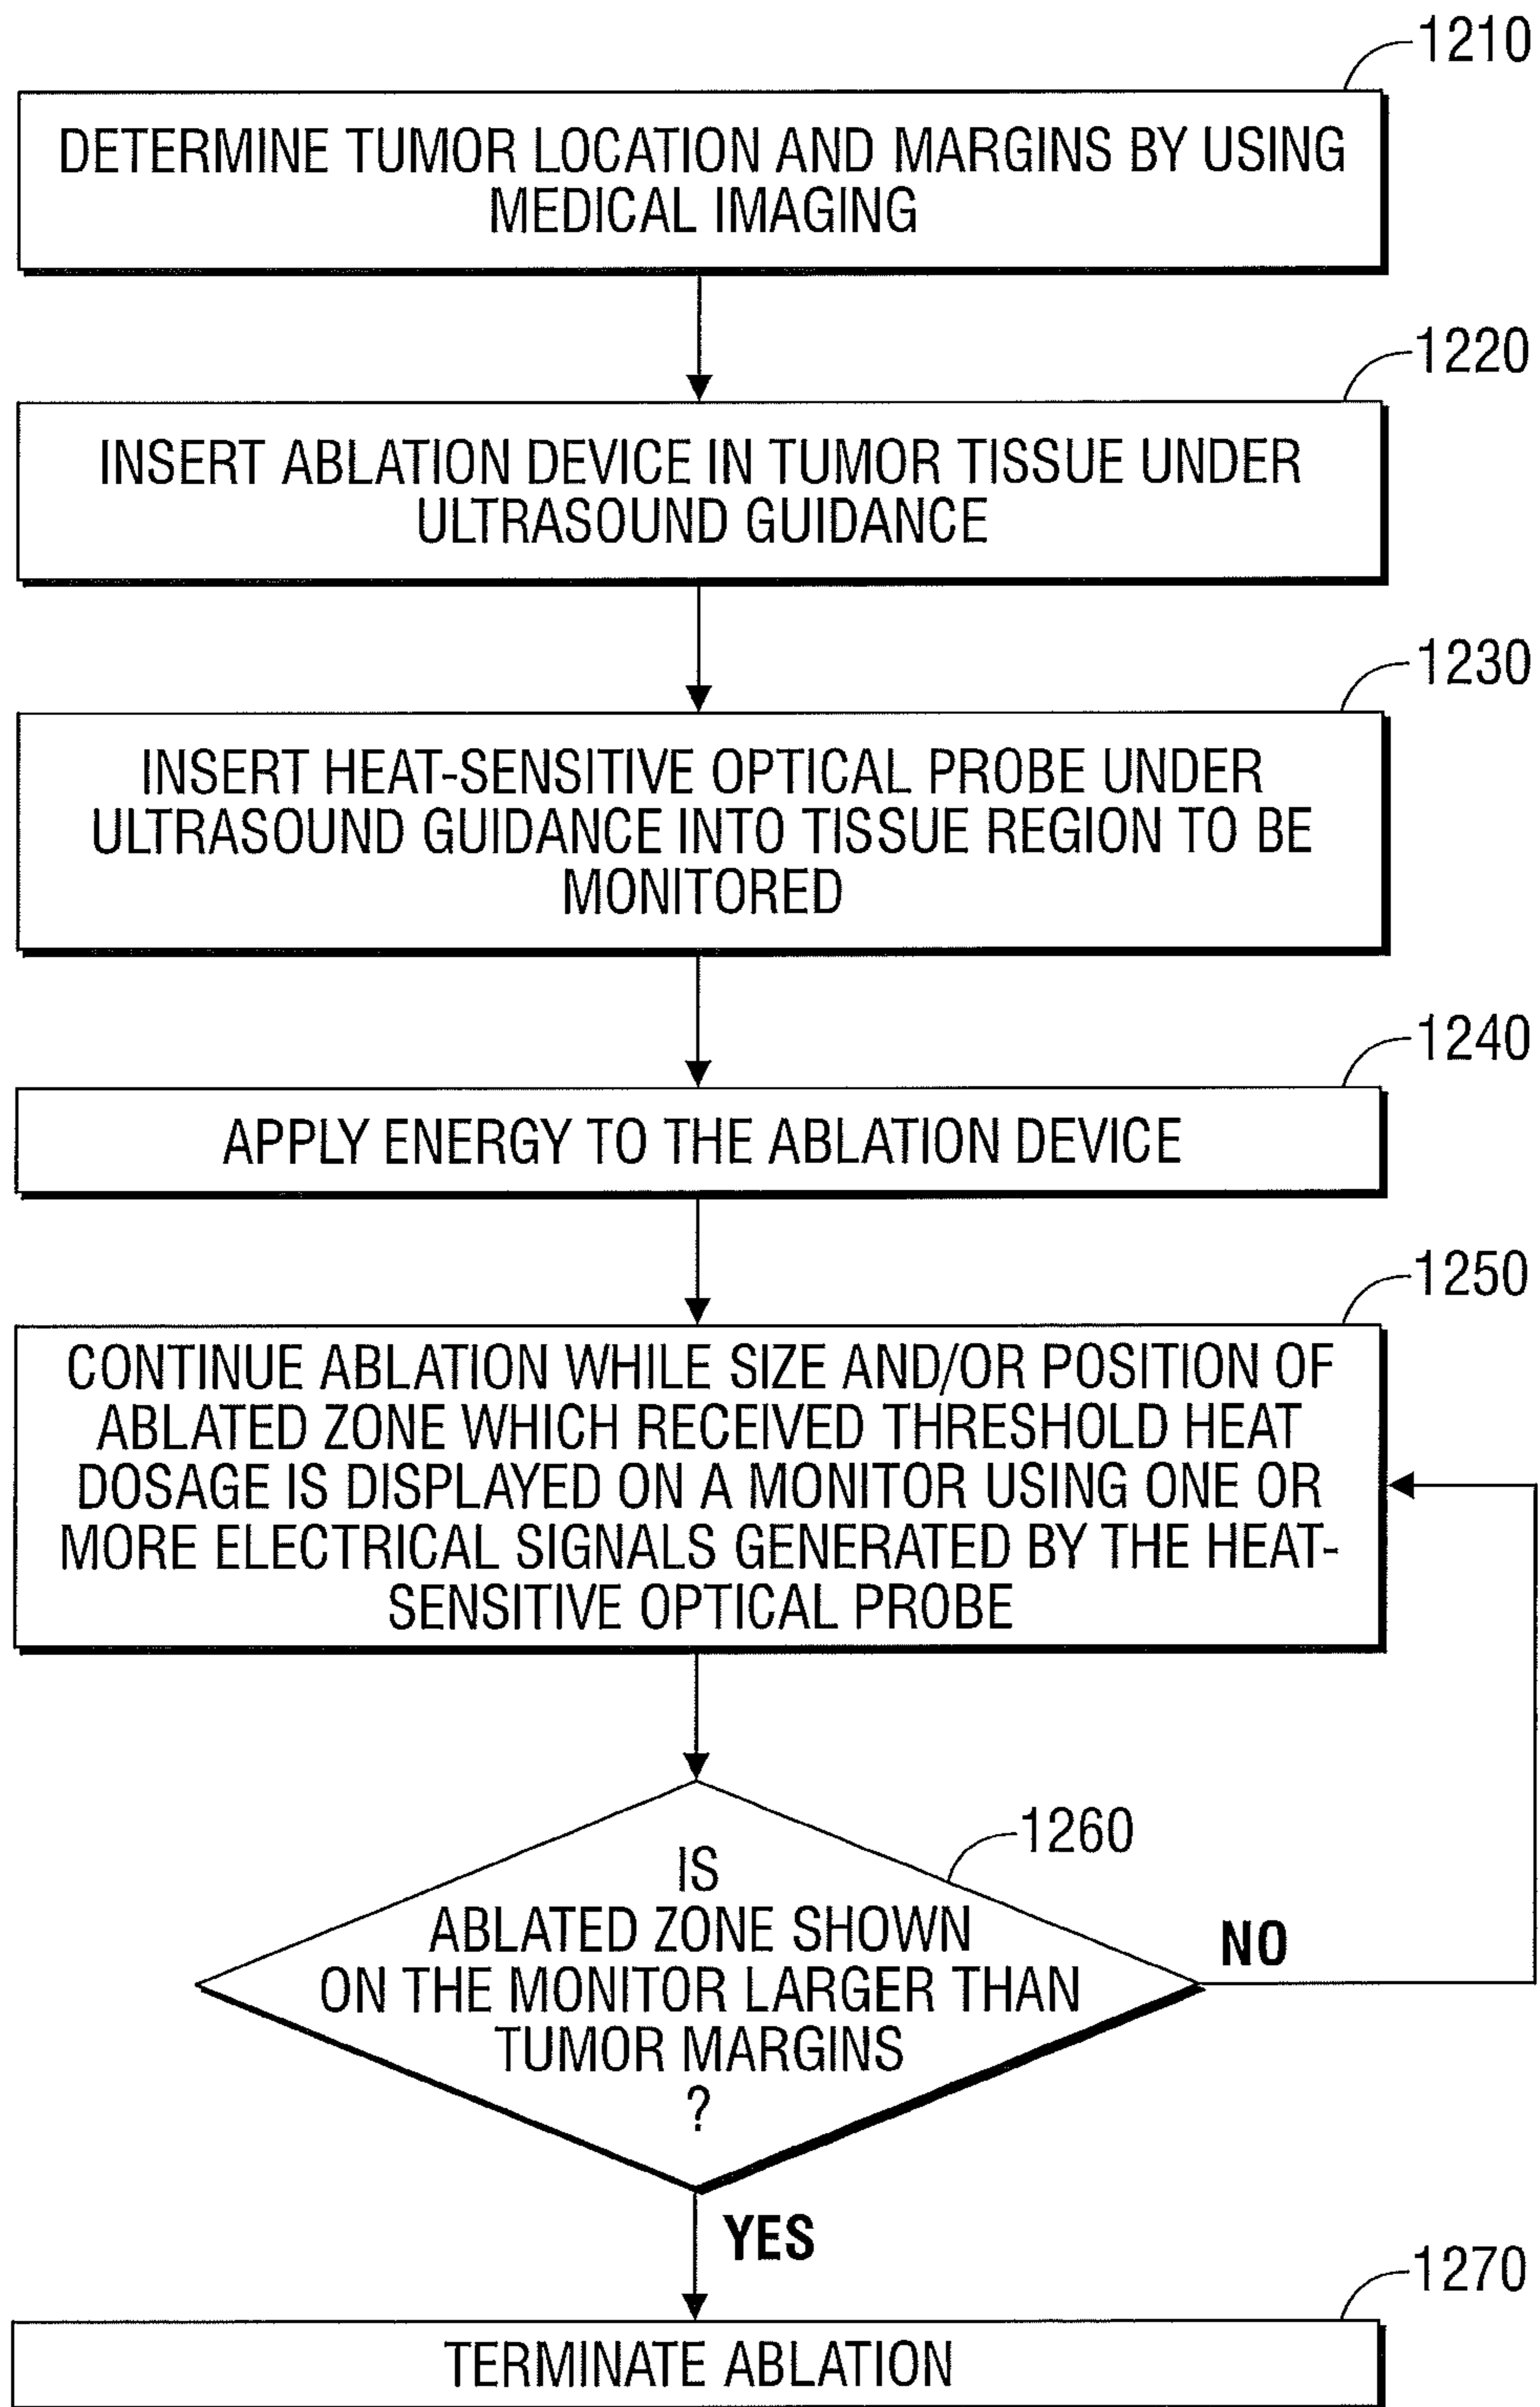 1210
DETERMINE TUMOR LOCATION AND MARGINS BY USING
MEDICAL IMAGING
1220
INSERT ABLATION DEVICE IN TUMOR TISSUE UNDER
ULTRASOUND GUIDANCE
1230
INSERT HEAT-SENSITIVE OPTICAL PROBE UNDER
ULTRASOUND GUIDANCE INTO TISSUE REGION TO BE
MONITORED
1240
APPLY ENERGY TO THE ABLATION DEVICE
1250
CONTINUE ABLATION WHILE SIZE AND/OR POSITION OF
ABLATED ZONE WHICH RECEIVED THRESHOLD HEAT
DOSAGE IS DISPLAYED ON A MONITOR USING ONE OR
MORE ELECTRICAL SIGNALS GENERATED BY THE HEAT-
SENSITIVE OPTICAL PROBE
1260
IS
ABLATED ZONE SHOWN
ON THE MONITOR LARGER THAN
TUMOR MARGINS
?
NO
YES
1270
TERMINATE ABLATION